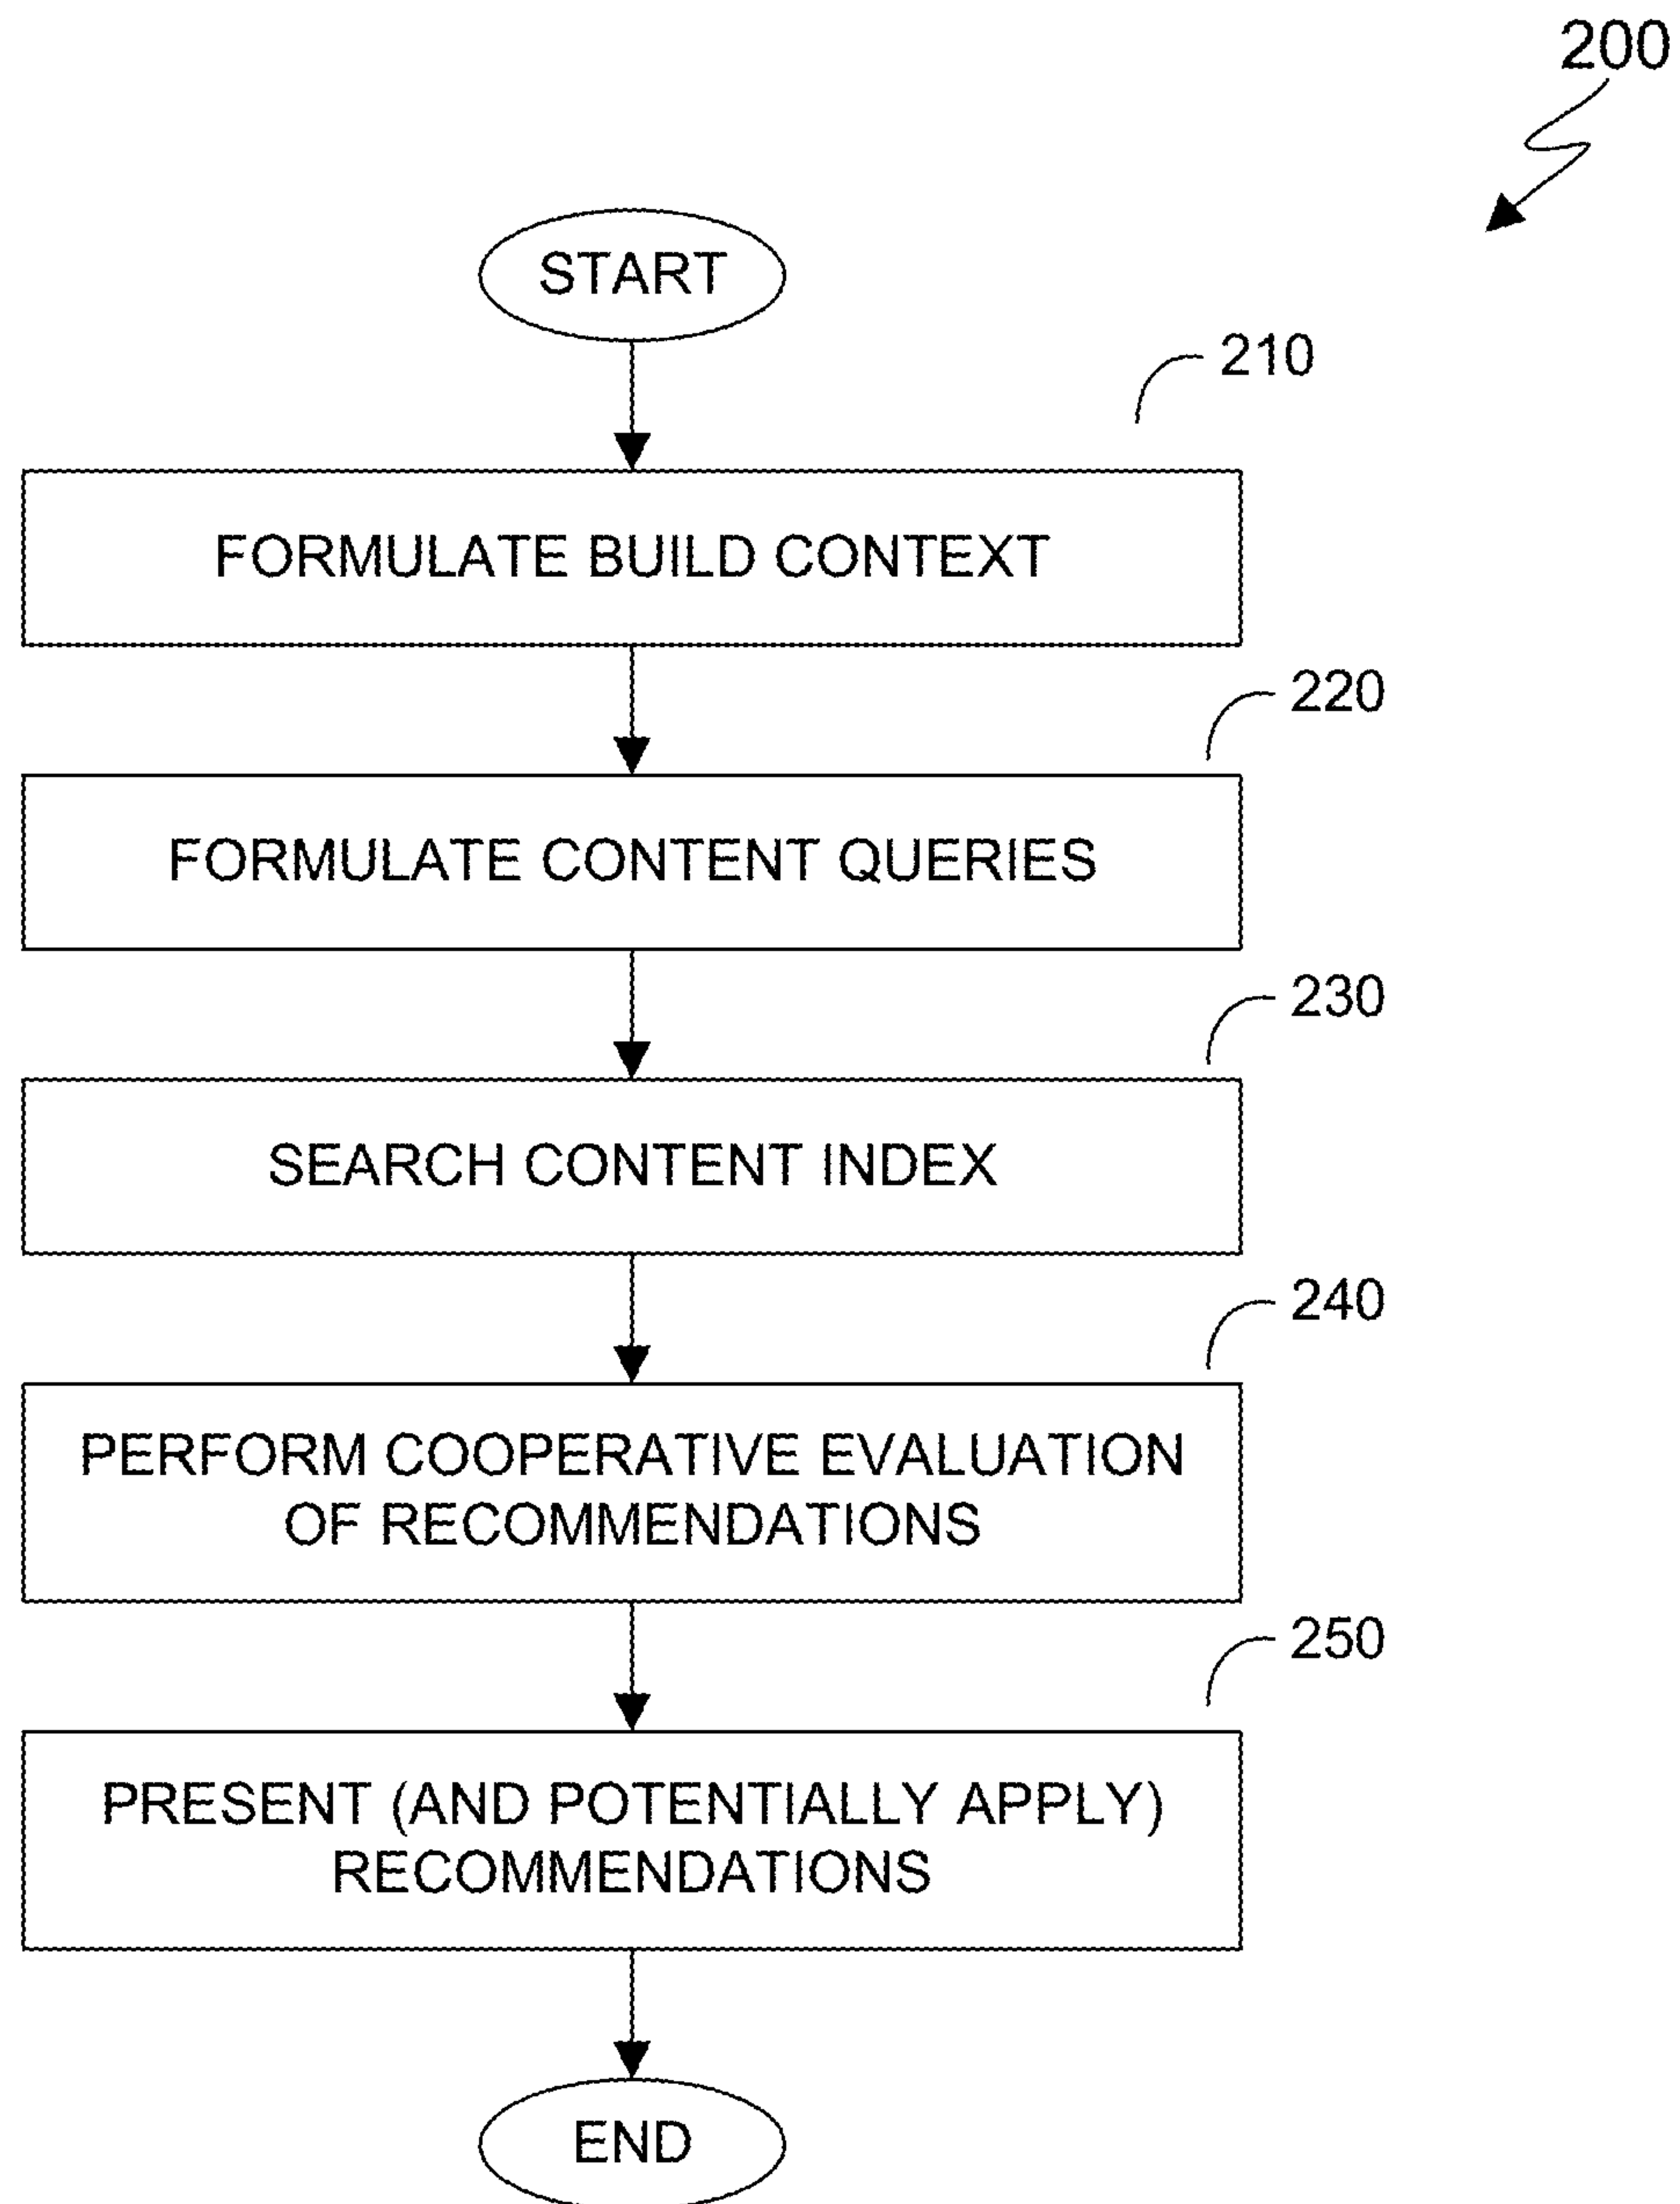 200
START
210
FORMULATE BUILD CONTEXT
220
FORMULATE CONTENT QUERIES
230
SEARCH CONTENT INDEX
240
PERFORM COOPERATIVE EVALUATION
OF RECOMMENDATIONS
250
PRESENT (AND POTENTIALLY APPLY)
RECOMMENDATIONS
END